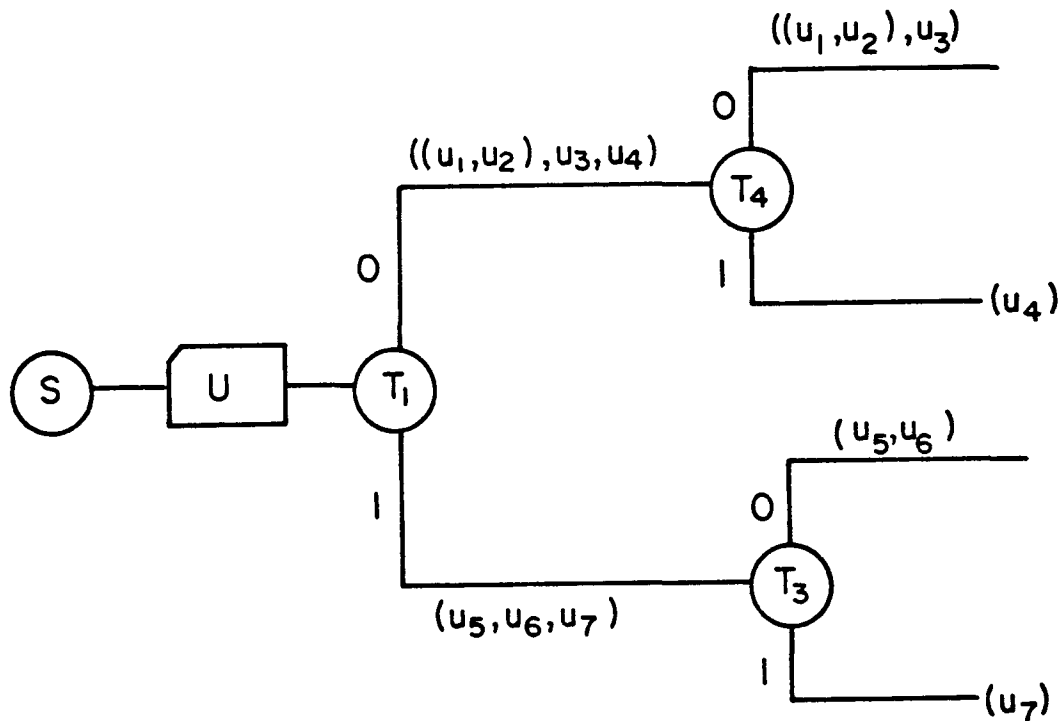 ((u₁,u₂),u₃)
0
((u₁,u₂),u₃,u₄)
T₄
0
1
(u₄)
S
U
T₁
(u₅,u₆)
1
0
T₃
(u₅,u₆,u₇)
1
(u₇)